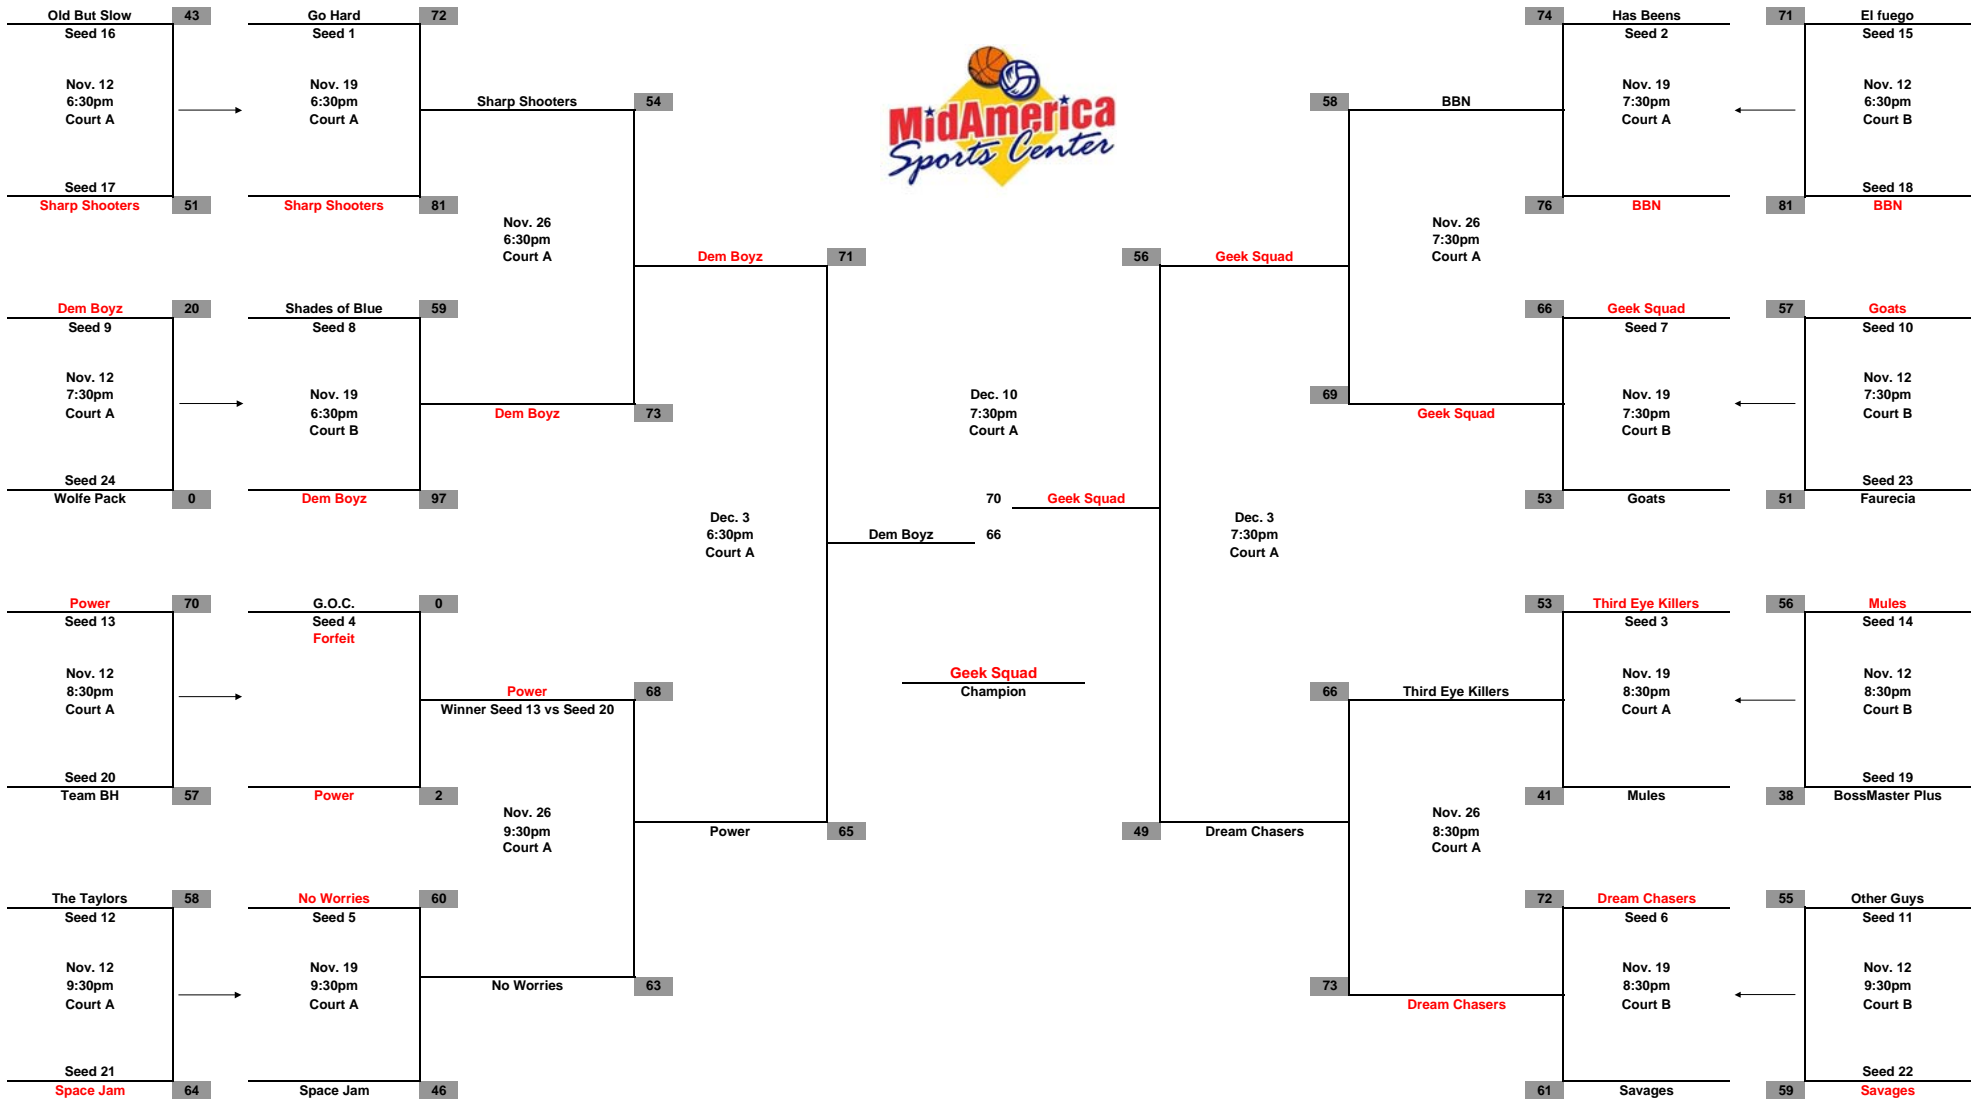 Old But Slow 43
Seed 16
Nov. 12
6:30pm
Court A
Seed 17
Sharp Shooters 51
Dem Boyz 20
Seed 9
Nov. 12
7:30pm
Court A
Seed 24
Wolfe Pack 0
Power 70
Seed 13
Nov. 12
8:30pm
Court A
Seed 20
Team BH 57
The Taylors 58
Seed 12
Nov. 12
9:30pm
Court A
Seed 21
Space Jam 64
Go Hard 72
Seed 1
Nov. 19
6:30pm
Court A
Sharp Shooters 81
Shades of Blue 59
Seed 8
Nov. 19
6:30pm
Court B
Dem Boyz 97
G.O.C. 0
Seed 4
Forfeit
Power 2
No Worries 60
Seed 5
Nov. 19
9:30pm
Court A
Space Jam 46
Sharp Shooters 54
Nov. 26
6:30pm
Court A
Dem Boyz 73
Power 68
Winner Seed 13 vs Seed 20
Nov. 26
9:30pm
Court A
No Worries 63
Dem Boyz 71
Dec. 3
6:30pm
Court A
Power 65
MidAmerica
Sports Center
Dec. 10
7:30pm
Court A
70 Geek Squad
Dem Boyz 66
Geek Squad
Champion
56 Geek Squad
Dec. 3
7:30pm
Court A
49 Dream Chasers
58 BBN
Nov. 26
7:30pm
Court A
69
Geek Squad
66 Third Eye Killers
Nov. 26
8:30pm
Court A
73
Dream Chasers
74 Has Beens
Seed 2
Nov. 19
7:30pm
Court A
76 BBN
66 Geek Squad
Seed 7
Nov. 19
7:30pm
Court B
53 Goats
53 Third Eye Killers
Seed 3
Nov. 19
8:30pm
Court A
41 Mules
72 Dream Chasers
Seed 6
Nov. 19
8:30pm
Court B
61 Savages
71 El fuego
Seed 15
Nov. 12
6:30pm
Court B
Seed 18
81 BBN
57 Goats
Seed 10
Nov. 12
7:30pm
Court B
Seed 23
51 Faurecia
56 Mules
Seed 14
Nov. 12
8:30pm
Court B
Seed 19
38 BossMaster Plus
55 Other Guys
Seed 11
Nov. 12
9:30pm
Court B
Seed 22
59 Savages